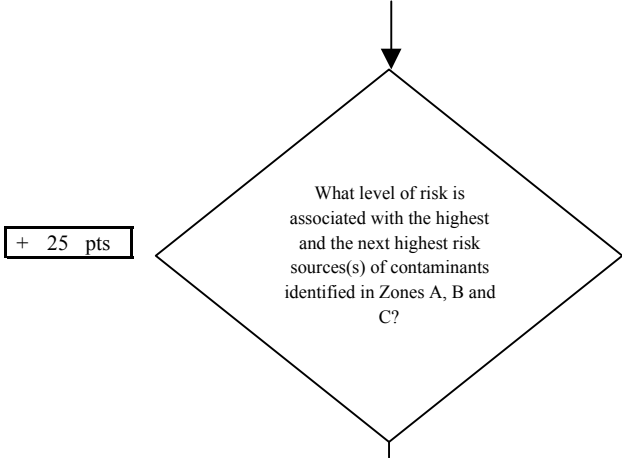 What level of risk is
associated with the highest
and the next highest risk
sources(s) of contaminants
identified in Zones A, B and
C?
+ 25 pts